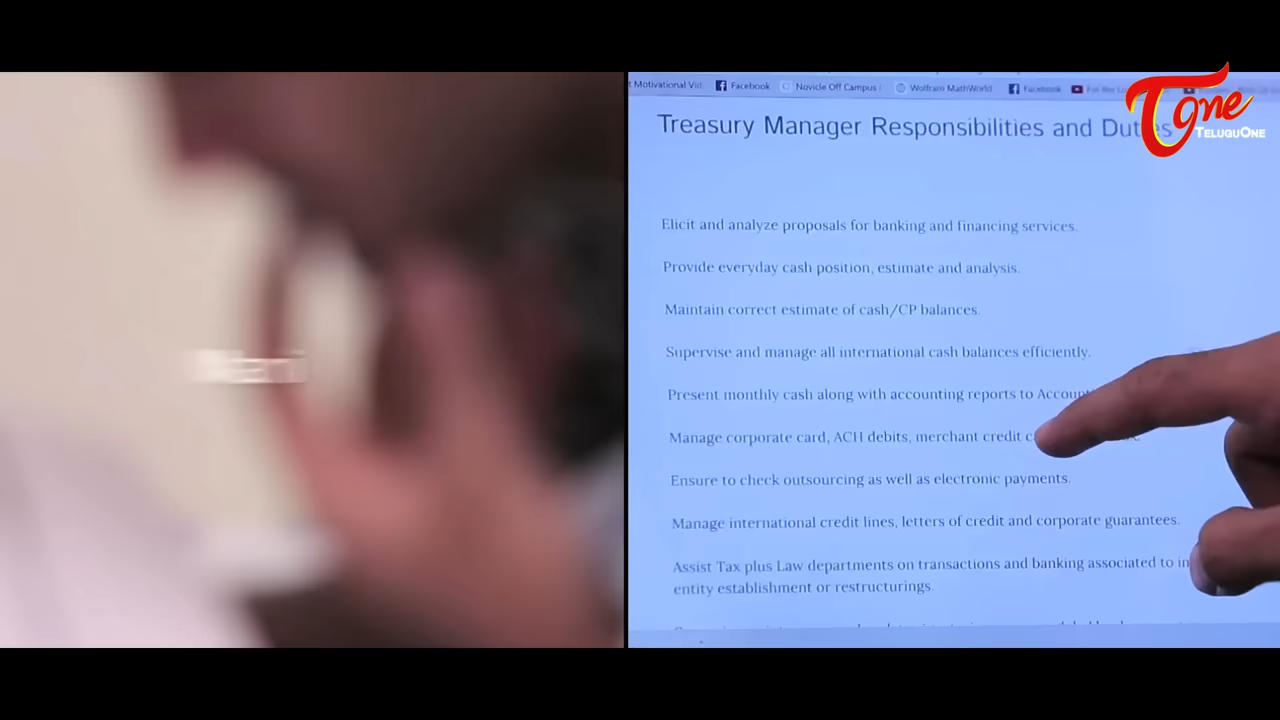 t Motivational Vid
Facebook
Novicle Off Campus
Wolfram MathWorld
Facebook
Tone
TELUGUONE
Treasury Manager Responsibilities and Duties
Elicit and analyze proposals for banking and financing services.
Provide everyday cash position, estimate and analysis.
Maintain correct estimate of cash/CP balances.
Supervise and manage all international cash balances efficiently.
Present monthly cash along with accounting reports to Account
Manage corporate card, ACH debits, merchant credit c
Ensure to check outsourcing as well as electronic payments.
Manage international credit lines, letters of credit and corporate guarantees.
Assist Tax plus Law departments on transactions and banking associated to in
entity establishment or restructurings.